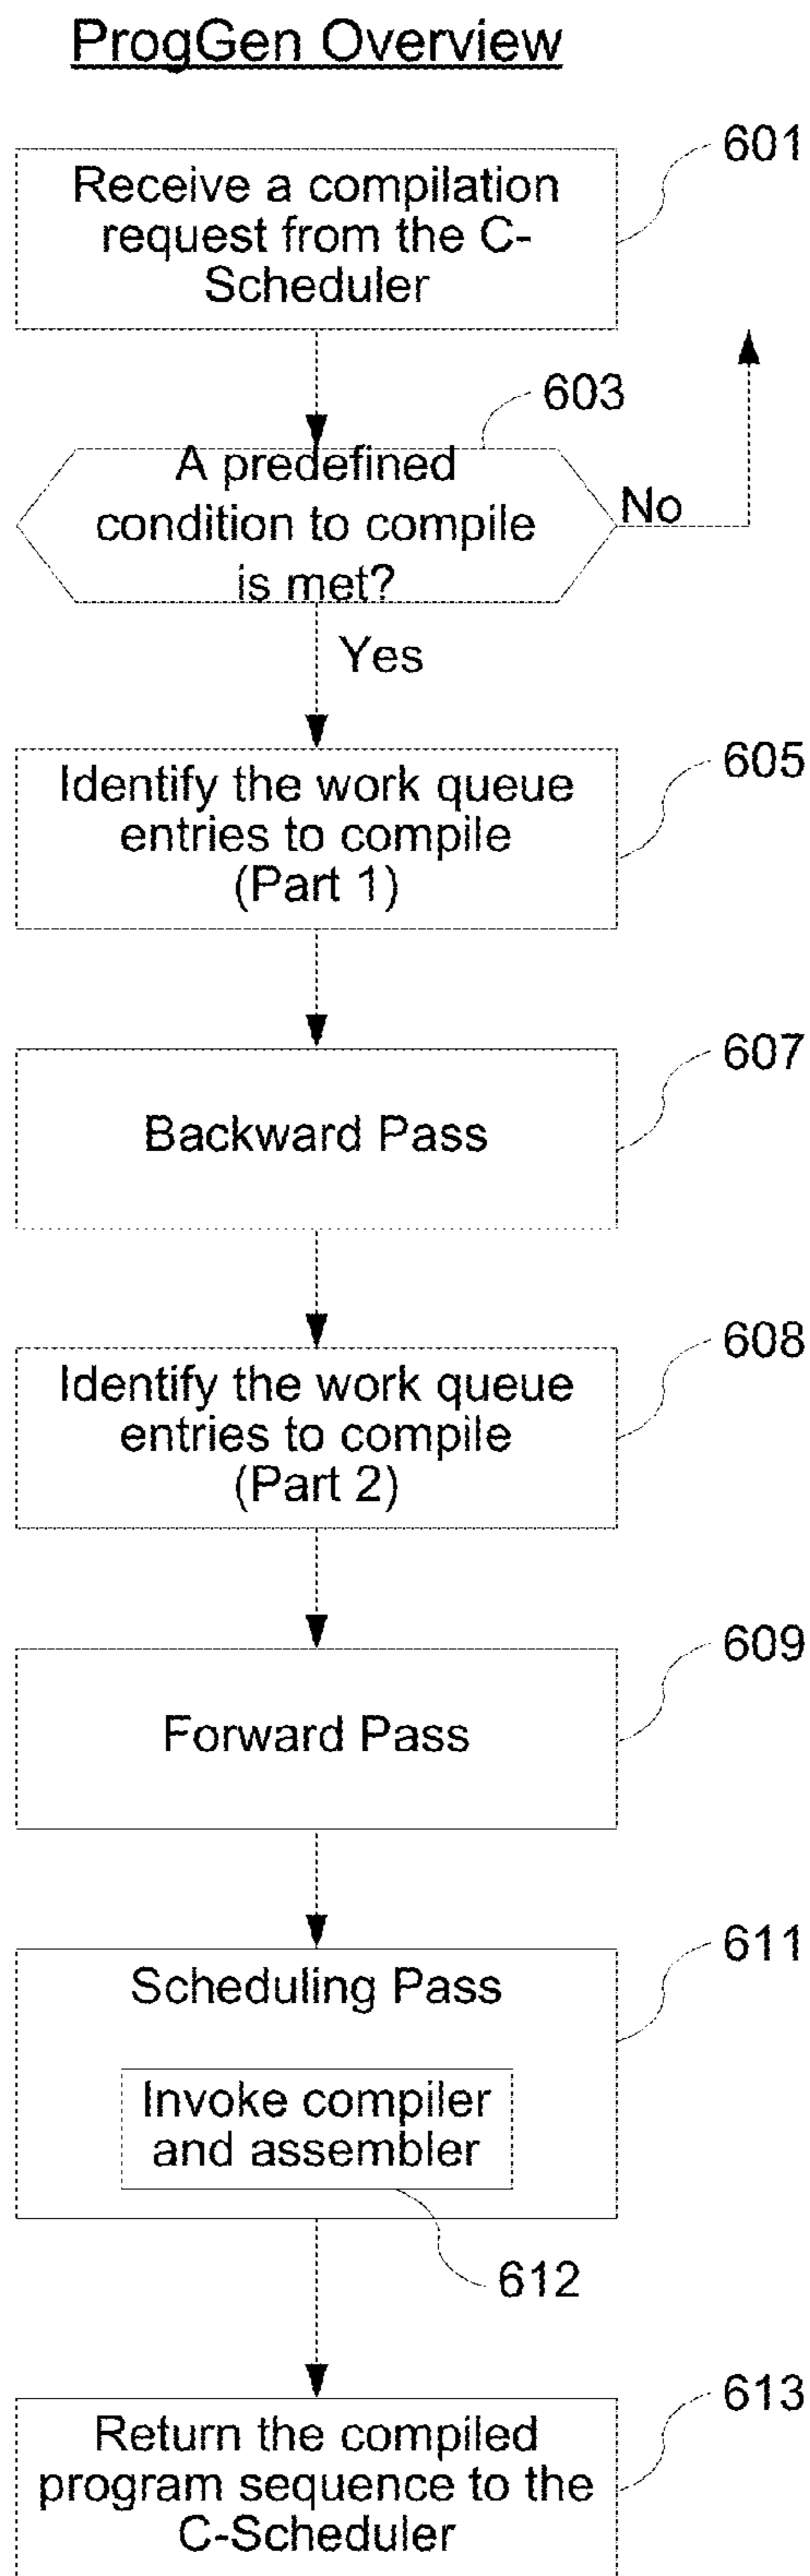 ProgGen Overview
601
Receive a compilation
request from the C-
Scheduler
603
A predefined
condition to compile
is met?
No
Yes
605
Identify the work queue
entries to compile
(Part 1)
607
Backward Pass
608
Identify the work queue
entries to compile
(Part 2)
609
Forward Pass
611
Scheduling Pass
Invoke compiler
and assembler
612
613
Return the compiled
program sequence to the
C-Scheduler